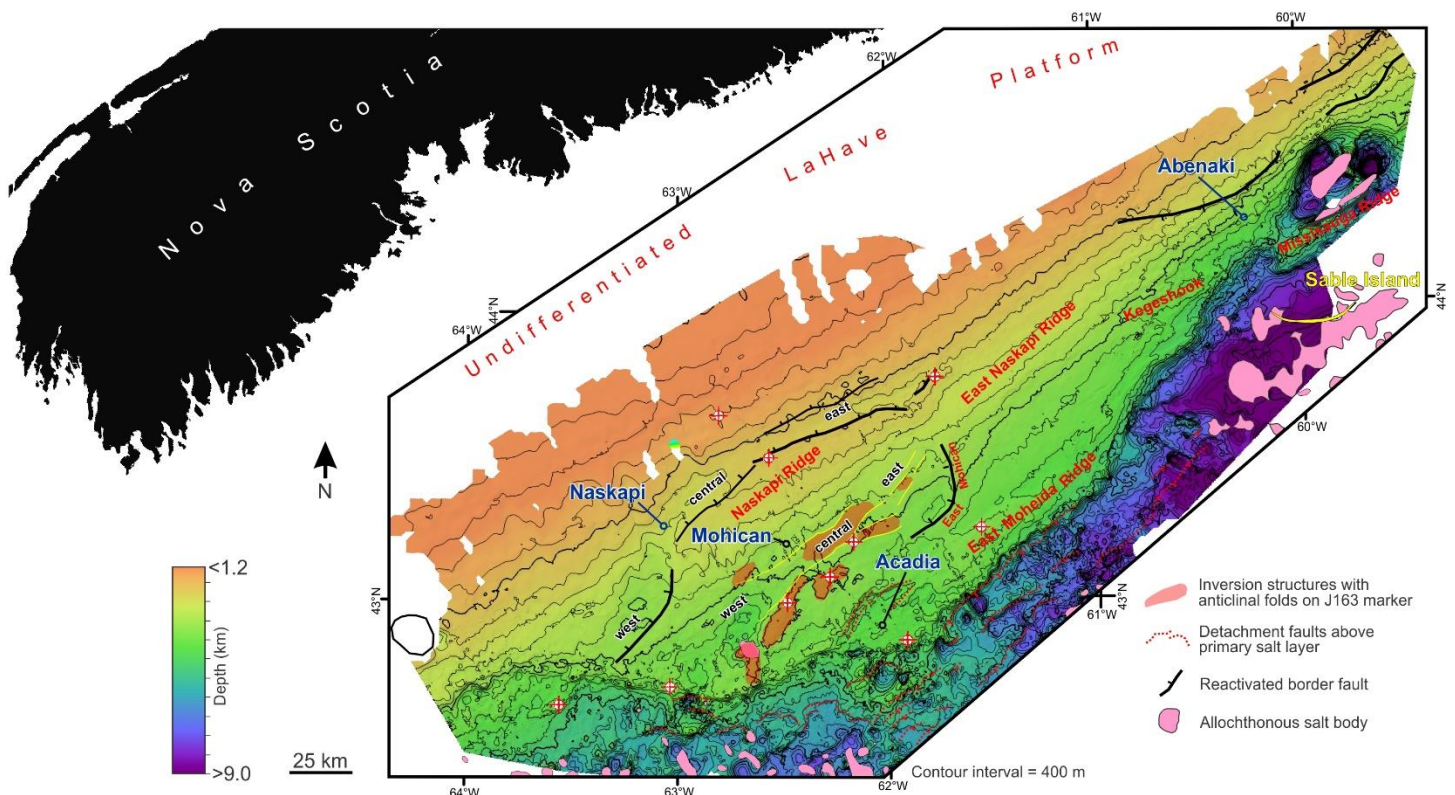 Nova Scotia
Undifferentiated LaHave Platform
61°W
60°W
62°W
63°W
64°W
44°N
44°N
Abenaki
Missisauga Ridge
Sable Island
Kegeshook
East Naskapi Ridge
east
central
Naskapi Ridge
Naskapi
Mohican
east
central
west
west
East Mohican
Acadia
East Moheida Ridge
43°N
60°W
61°W
43°N
62°W
63°W
64°W
N
<1.2
Depth (km)
>9.0
25 km
Contour interval = 400 m
Inversion structures with
anticlinal folds on J163 marker
Detachment faults above
primary salt layer
Reactivated border fault
Allochthonous salt body